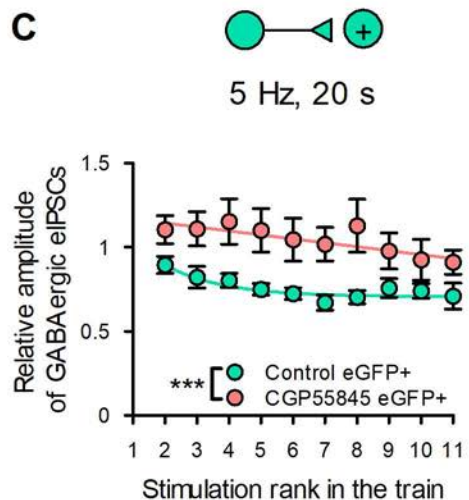 C
+
5 Hz, 20 s
Relative amplitude
of GABAergic eIPSCs
1.5
1
0.5
0
*** Control eGFP+
CGP55845 eGFP+
1 2 3 4 5 6 7 8 9 10 11
Stimulation rank in the train